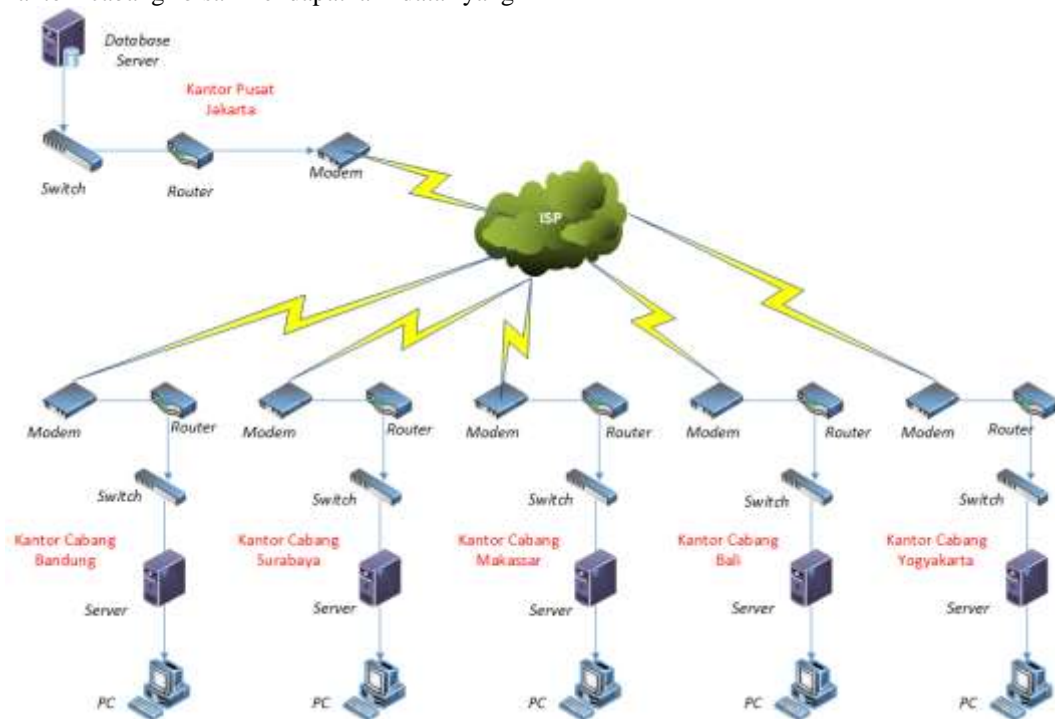 Database
Server
Kantor Pusat
Jakarta
Switch
Router
Modem
ISP
Modem
Router
Modem
Router
Modem
Router
Modem
Router
Modem
Router
Switch
Switch
Switch
Switch
Switch
Kantor Cabang
Bandung
Kantor Cabang
Surabaya
Kantor Cabang
Makassar
Kantor Cabang
Bali
Kantor Cabang
Yogyakarta
Server
Server
Server
Server
Server
PC
PC
PC
PC
PC